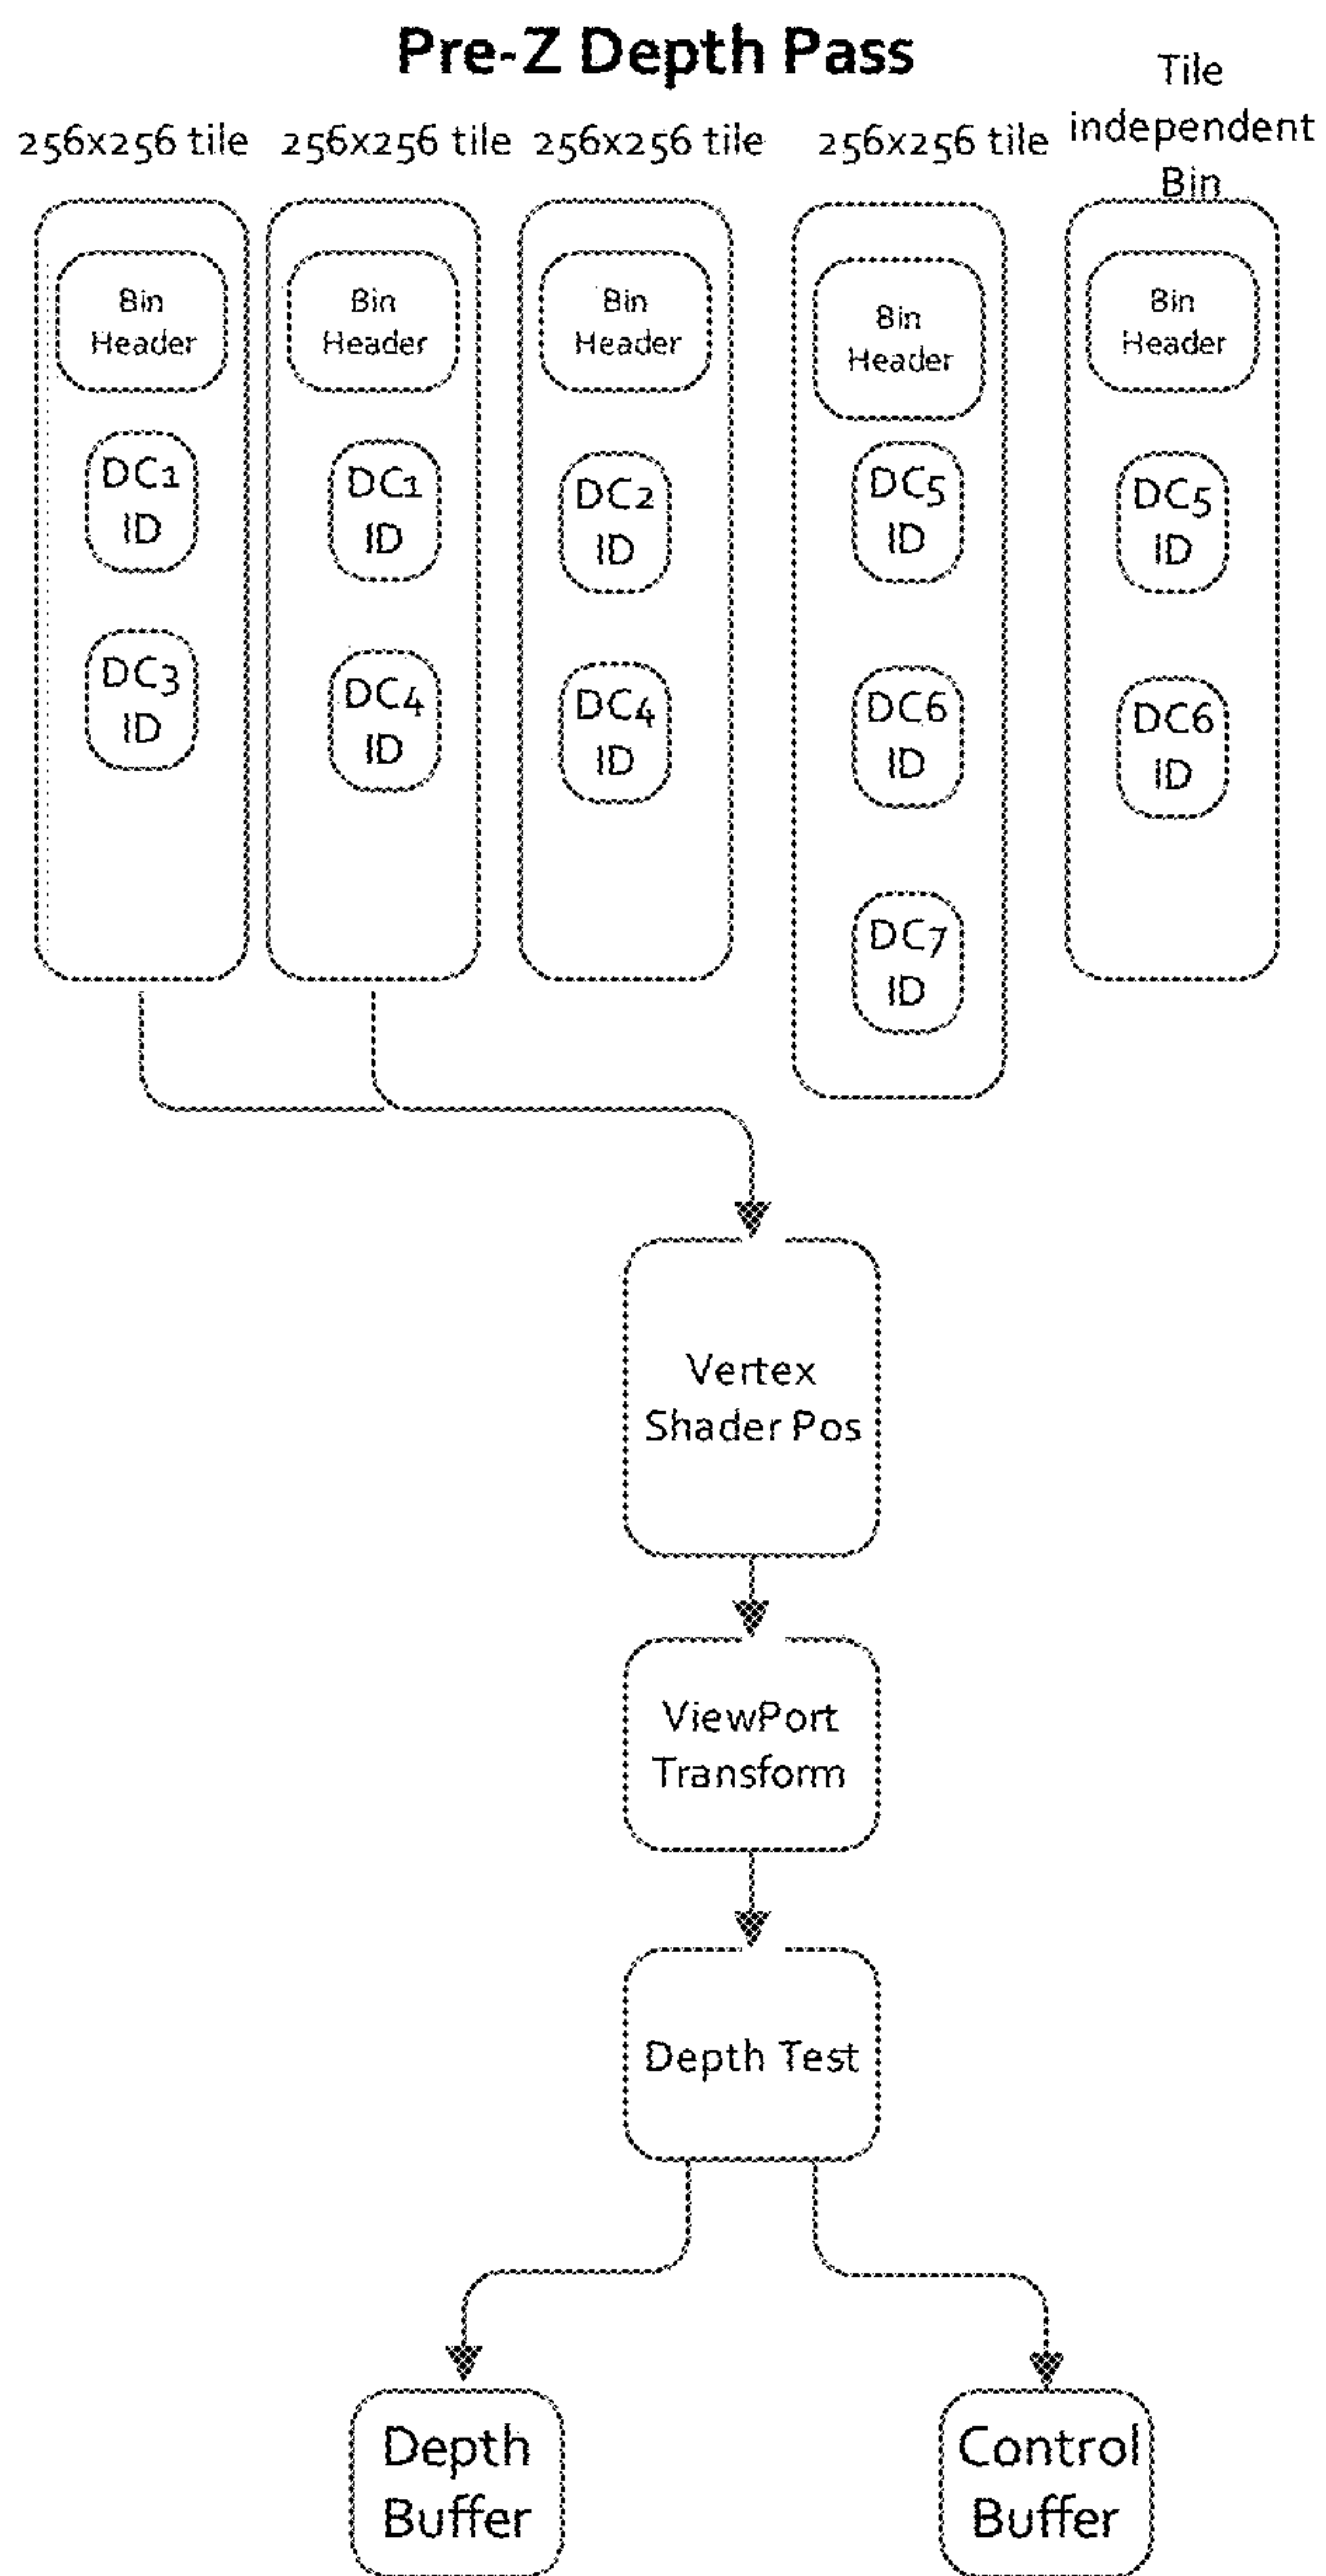 Pre-Z Depth Pass
256x256 tile
256x256 tile
256x256 tile
256x256 tile
Tile
independent
Bin
Bin
Header
DC1
ID
DC3
ID
Bin
Header
DC1
ID
DC4
ID
Bin
Header
DC2
ID
DC4
ID
Bin
Header
DC5
ID
DC6
ID
DC7
ID
Bin
Header
DC5
ID
DC6
ID
Vertex
Shader Pos
ViewPort
Transform
Depth Test
Depth
Buffer
Control
Buffer